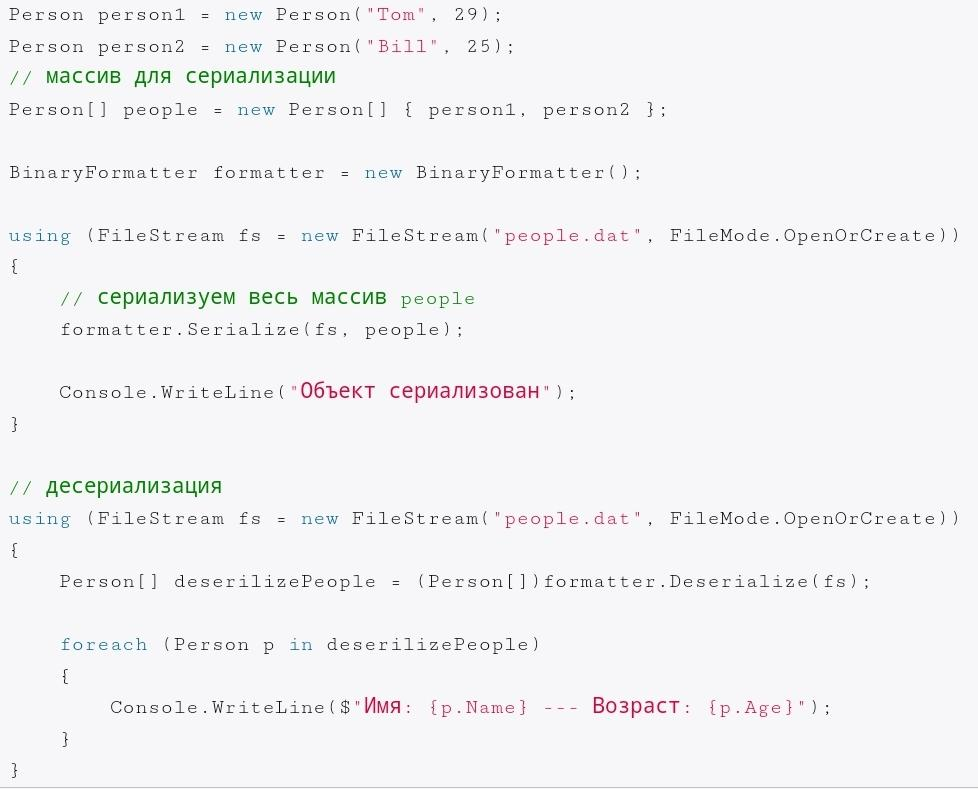 Person person1 = new Person("Tom", 29);
Person person2 = new Person("Bill", 25);
// массив для сериализации
Person[] people = new Person[] { person1, person2 };
BinaryFormatter formatter = new BinaryFormatter();
using (FileStream fs = new FileStream("people.dat", FileMode.OpenOrCreate))
{
    // сериализуем весь массив people
    formatter.Serialize(fs, people);
    Console.WriteLine("Объект сериализован");
}
// десериализация
using (FileStream fs = new FileStream("people.dat", FileMode.OpenOrCreate))
{
    Person[] deserilizePeople = (Person[])formatter.Deserialize(fs);
    foreach (Person p in deserilizePeople)
    {
        Console.WriteLine($"Имя: {p.Name} --- Возраст: {p.Age}");
    }
}